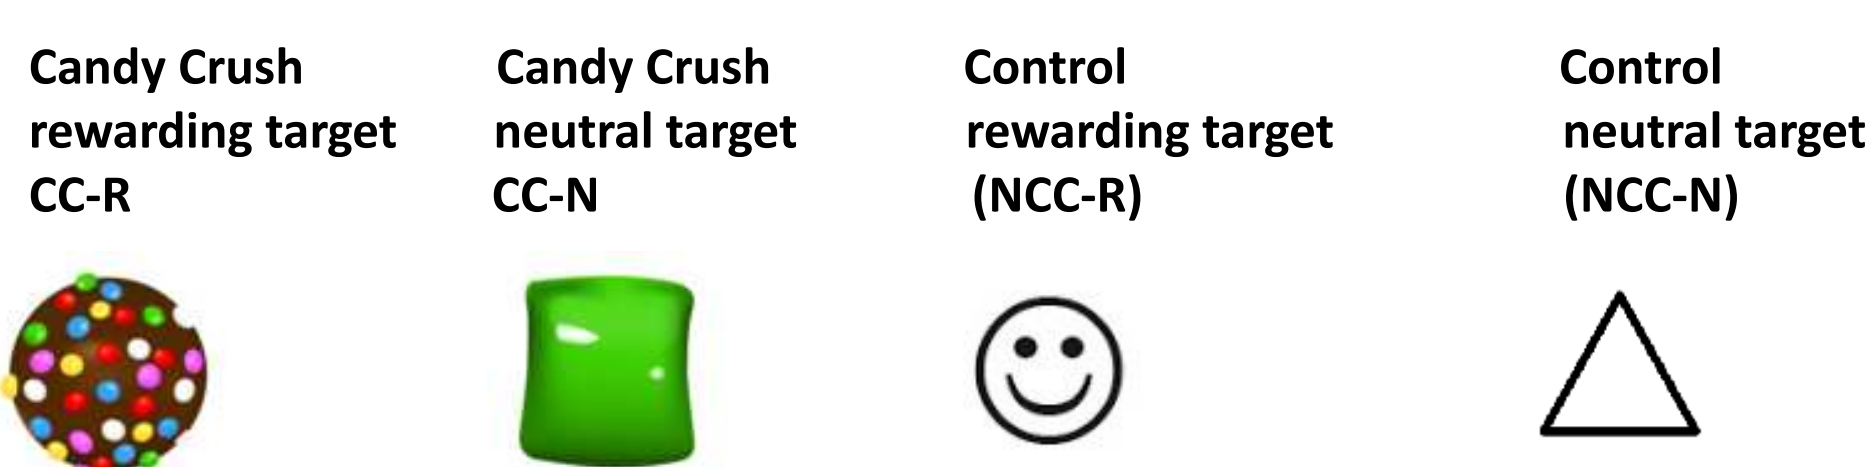 Candy Crush
rewarding target
CC-R
Candy Crush
neutral target
CC-N
Control
rewarding target
(NCC-R)
Control
neutral target
(NCC-N)